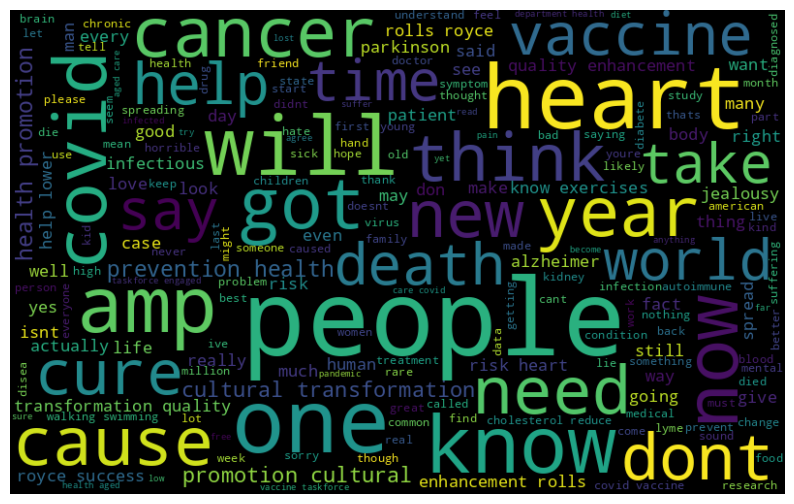 brain
chronic
cancer
understand feel
department health
diet
let
man
tell
every
rolls royce
parkinson
vaccine
diagnosed
health
friend
doctor
said
see
quality enhancement
want
month
covid
help
drug
state
start
time
symptom
thought
heart
study
many
please
spreading
didnt
aged care
lost
seem
suffer
day
patient
diabete
thats
part
die
use
good
try
infected
hate
agree
first
young
read
pain
bad
saying
body
right
mean
horrible
hand
yet
youre
infectious
will
sick
hope
old
think
likely
take
health promotion
help lower
love
keep
look
children
thank
don
make
know exercises
jealousy
may
doesnt
virus
say
got
new
year
american
live
kind
thing
kid
case
never
last
might
someone
even
caused
family
made
become
anything
world
death
prevention health
alzheimer
well
high
problem
care covid
kidney
infection
autoimmune
suffering
person
taskforce engaged
risk
best
getting
cant
fact
spread
far
better
yes
everyone
amp
people
women
data
condition
work
nothing
back
now
isnt
ive
actually
life
really
human
treatment
rare
lie
something
still
blood
mental
disea
million
much
pandemic
risk heart
way
died
must
cure
cultural transformation
need
going
give
transformation quality
great
called
cholesterol reduce
medical
lyme
prevent
change
walking swimming
lot
one
common
find
sound
sure
free
real
know
come
food
cause
week
sorry
though
dont
royce success
promotion cultural
enhancement rolls
covid vaccine
research
health aged
low
vaccine taskforce